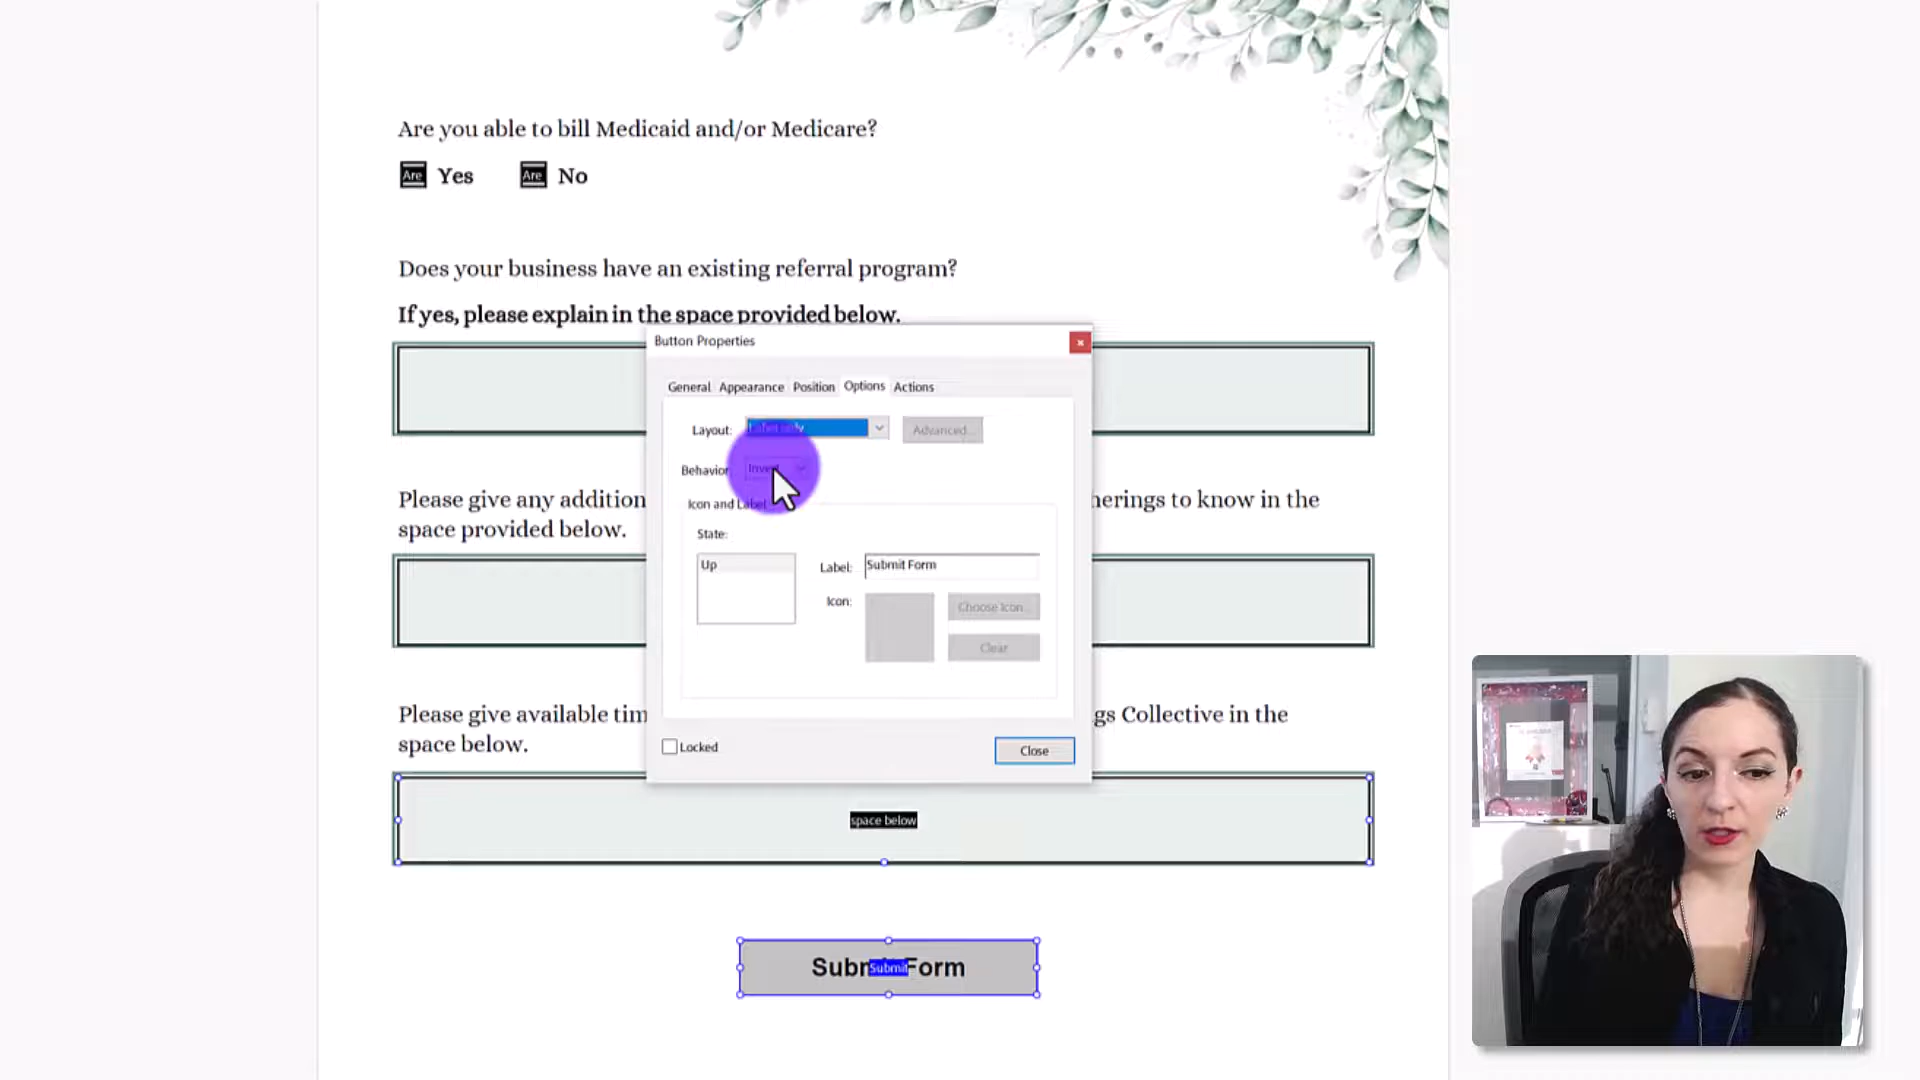 Are you able to bill Medicaid and/or Medicare?
Are Yes Are No
Does your business have an existing referral program?
If yes, please explain in the space provided below.
Button Properties
General Appearance Position Options Actions
Layout: Label only Advanced...
Behavior Invert
Icon and Label
State:
Up
Label: Submit Form
Icon: Choose Icon...
Clear
Locked
Close
Please give any addition herings to know in the
space provided below.
Please give available tim gs Collective in the
space below.
space below
Submit Form
Submit